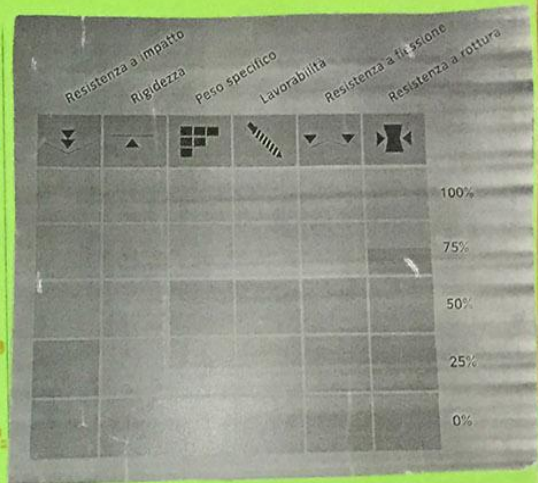 Resistenza a impatto
Rigidezza
Peso specifico
Lavorabilità
Resistenza a flessione
Resistenza a rottura
100%
75%
50%
25%
0%